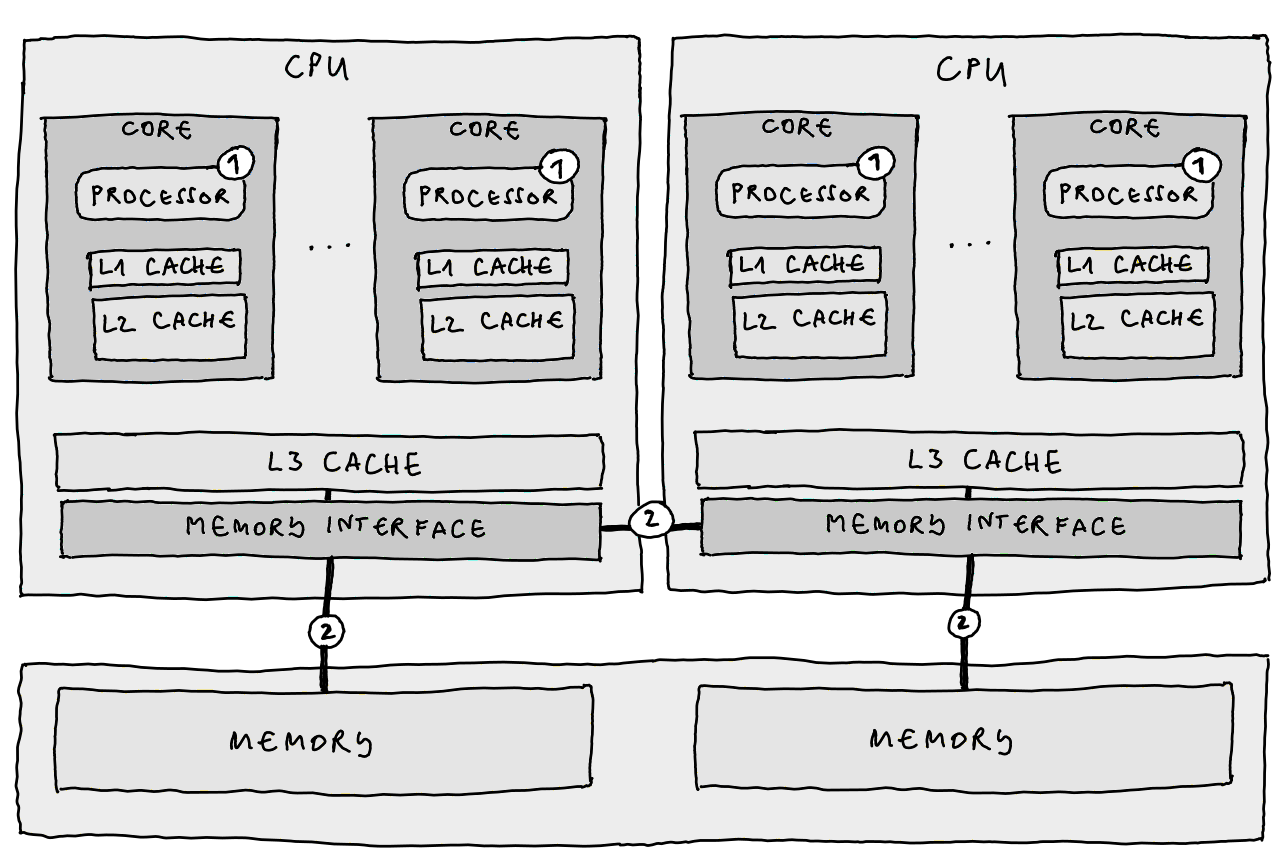 CPU
CORE
1
PROCESSOR
L1 CACHE
L2 CACHE
...
CORE
1
PROCESSOR
L1 CACHE
L2 CACHE
L3 CACHE
MEMORY INTERFACE
2
CPU
CORE
1
PROCESSOR
L1 CACHE
L2 CACHE
...
CORE
1
PROCESSOR
L1 CACHE
L2 CACHE
L3 CACHE
MEMORY INTERFACE
2
2
MEMORY
MEMORY